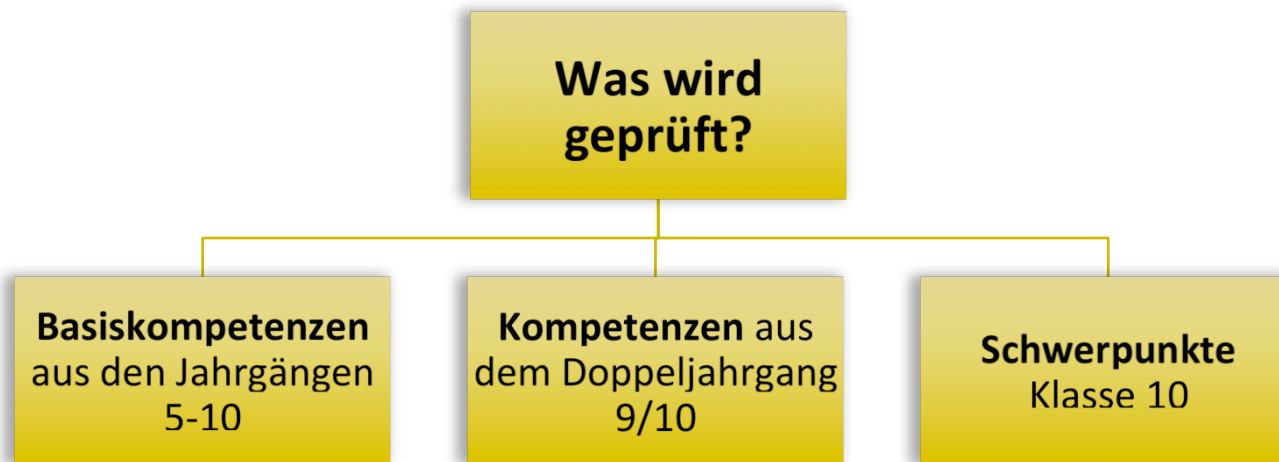 Was wird
geprüft?
Basiskompetenzen
aus den Jahrgängen
5-10
Kompetenzen aus
dem Doppeljahrgang
9/10
Schwerpunkte
Klasse 10